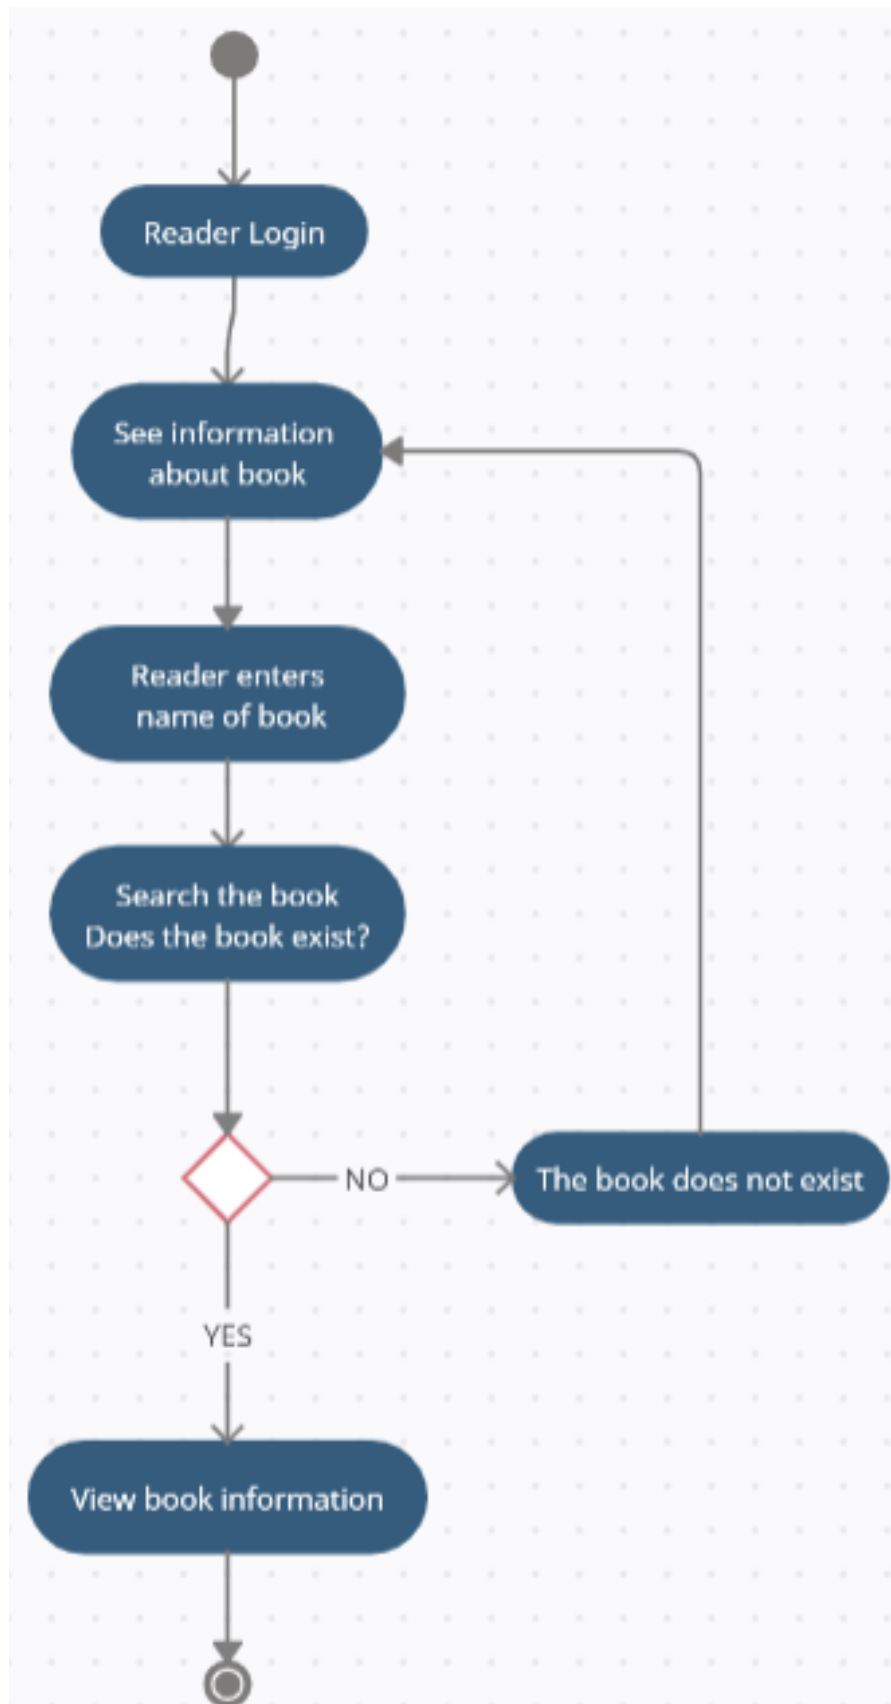 Reader Login
See information
about book
Reader enters
name of book
Search the book
Does the book exist?
NO
The book does not exist
YES
View book information